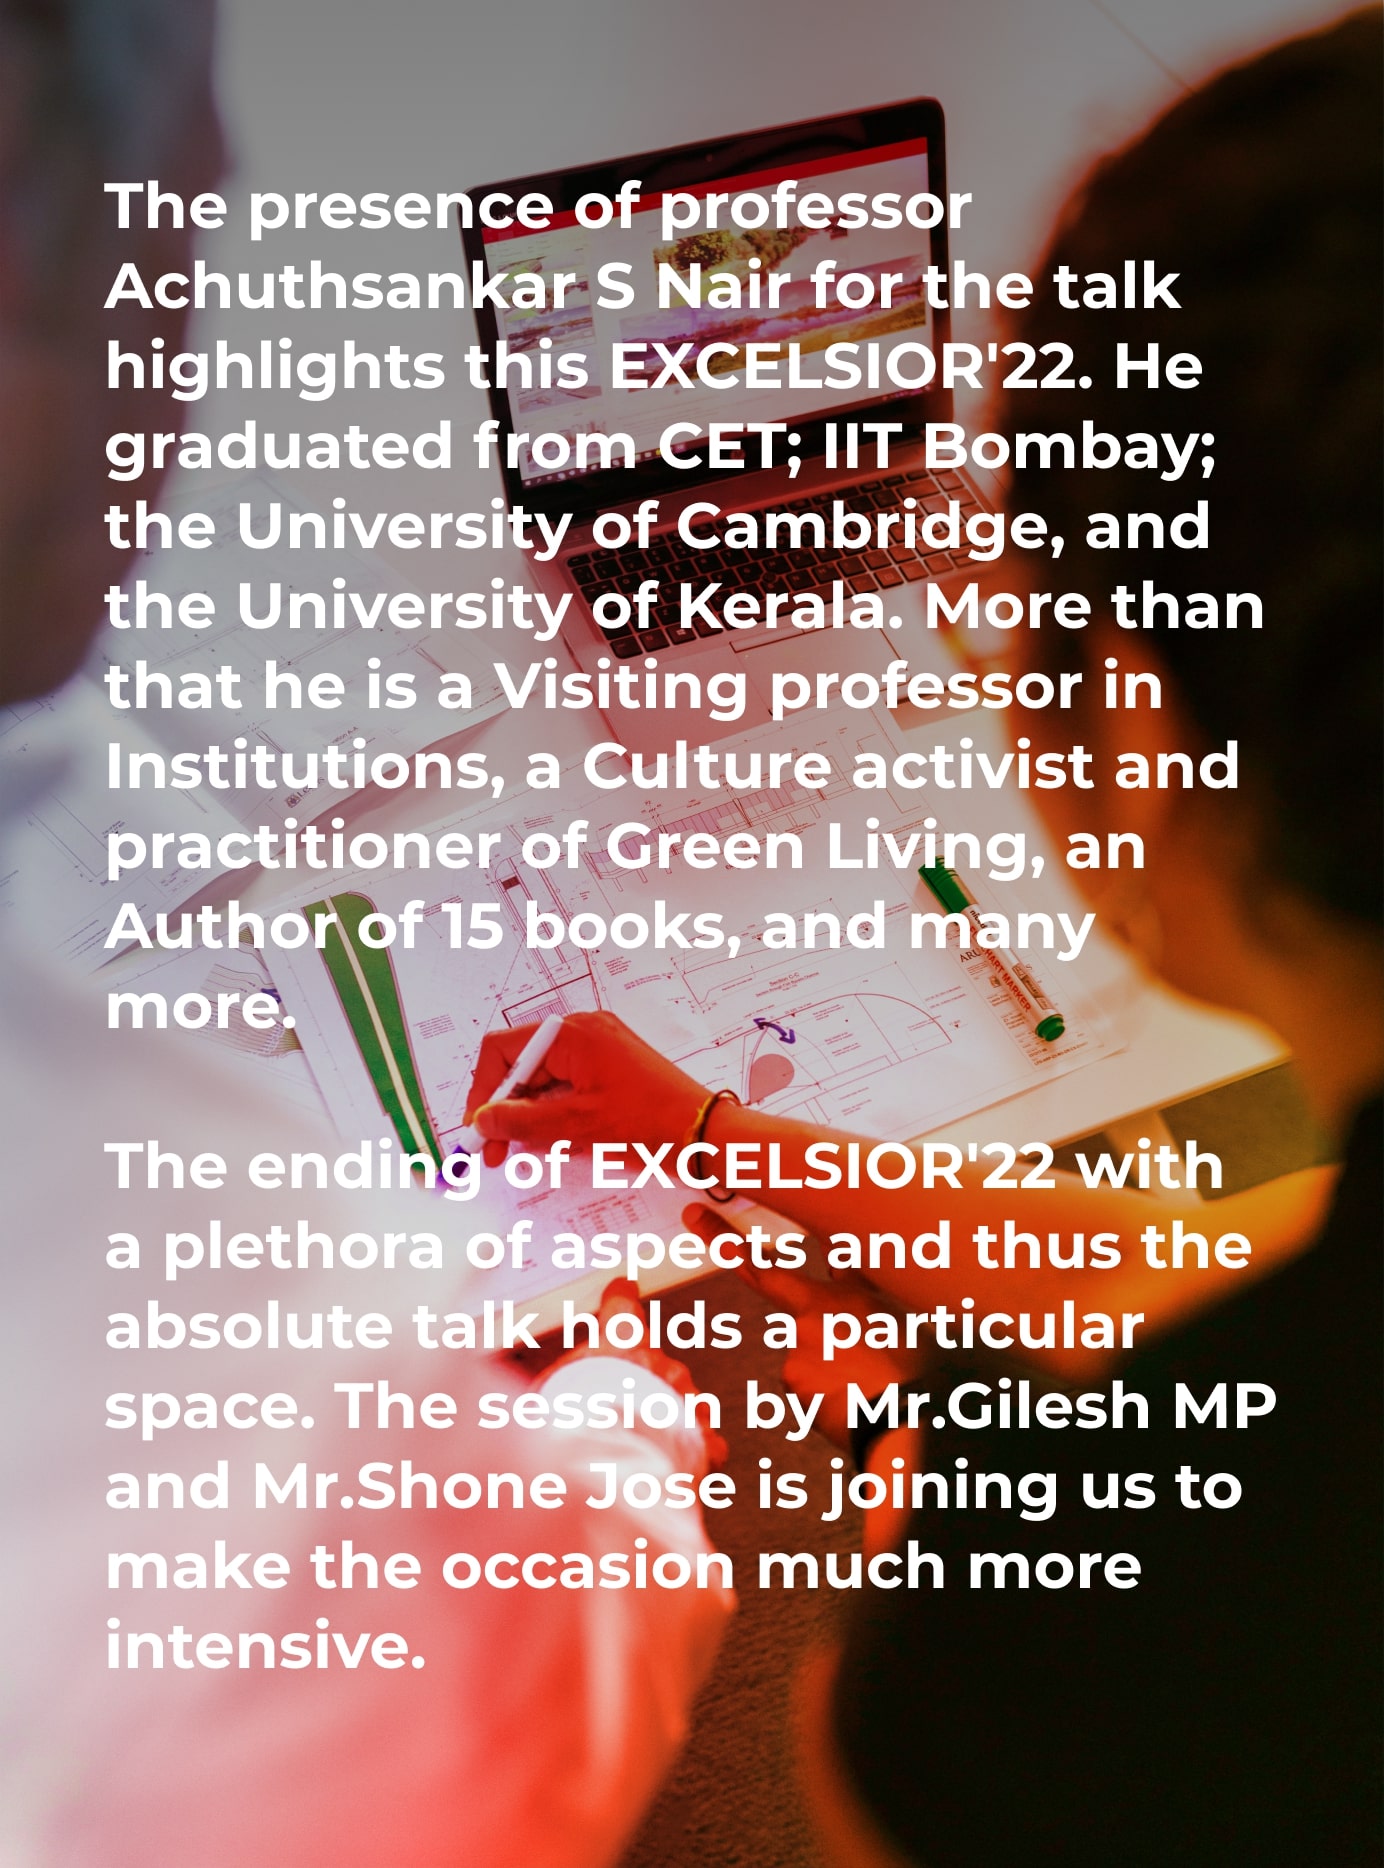 The presence of professor
Achuthsankar S Nair for the talk
highlights this EXCELSIOR'22. He
graduated from CET; IIT Bombay;
the University of Cambridge, and
the University of Kerala. More than
that he is a Visiting professor in
Institutions, a Culture activist and
practitioner of Green Living, an
Author of 15 books, and many
more.
The ending of EXCELSIOR'22 with
a plethora of aspects and thus the
absolute talk holds a particular
space. The session by Mr.Gilesh MP
and Mr.Shone Jose is joining us to
make the occasion much more
intensive.
Section C-C
CHART MARKER